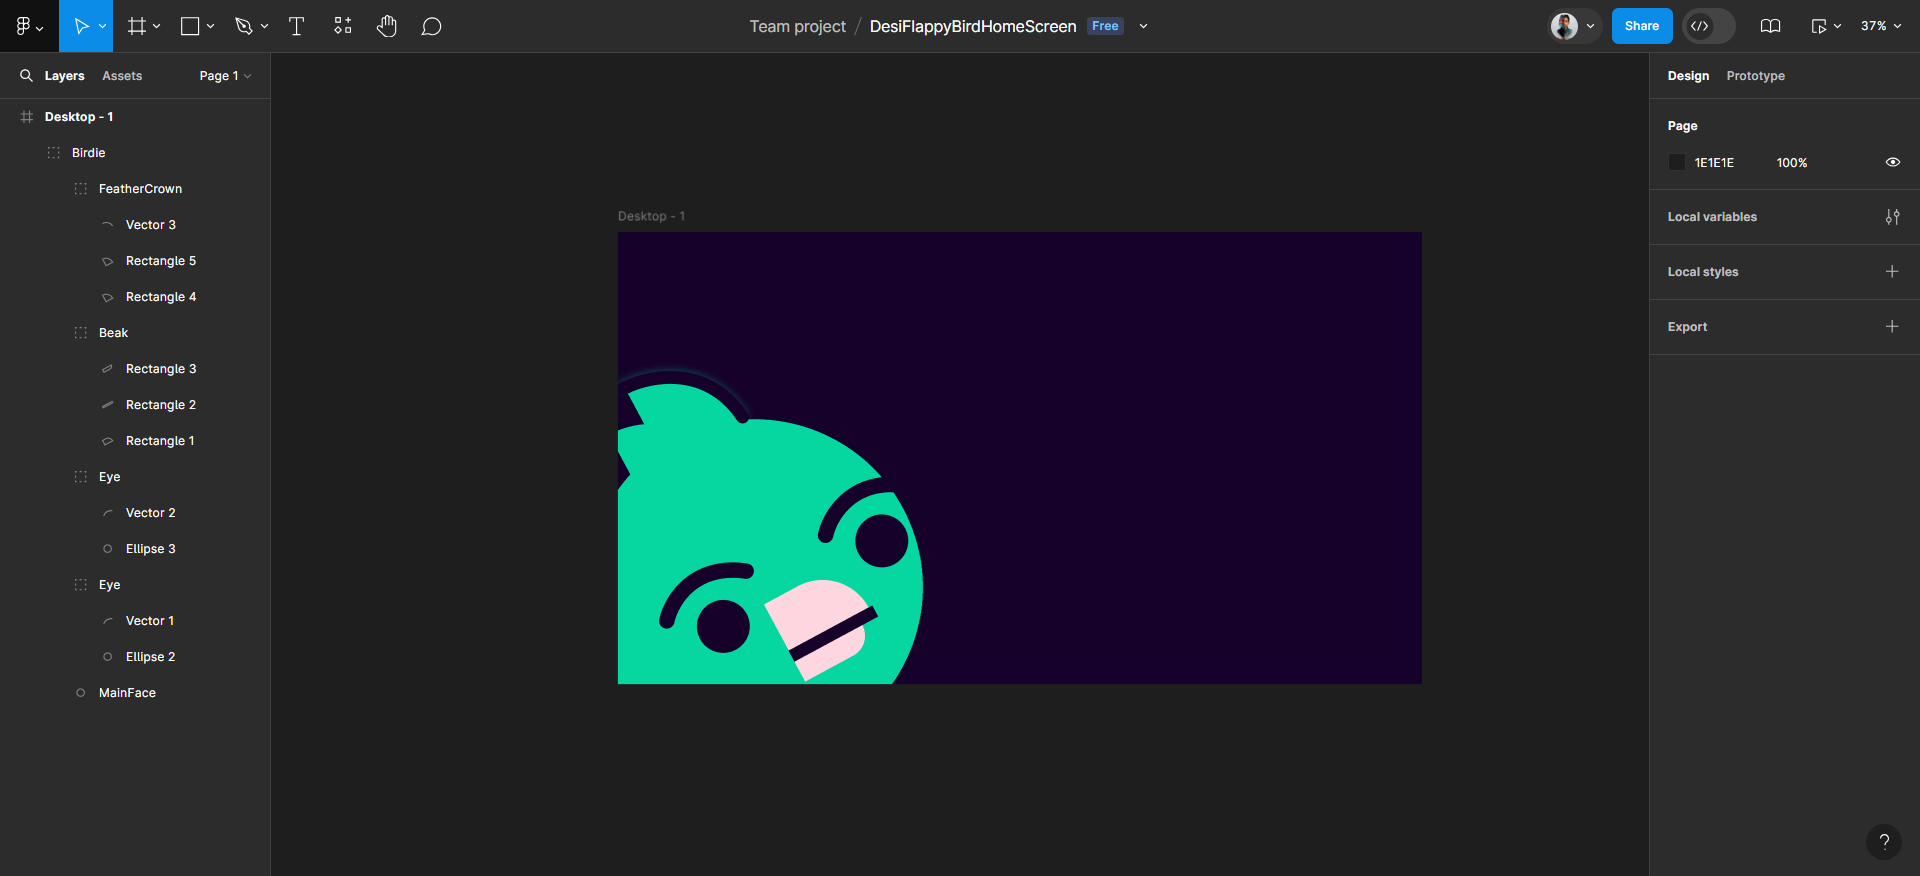 Team project / DesiFlappyBirdHomeScreen Free
Share
37%
Layers Assets Page 1
Desktop - 1
Birdie
FeatherCrown
Vector 3
Rectangle 5
Rectangle 4
Beak
Rectangle 3
Rectangle 2
Rectangle 1
Eye
Vector 2
Ellipse 3
Eye
Vector 1
Ellipse 2
MainFace
Desktop - 1
Design Prototype
Page
1E1E1E 100%
Local variables
Local styles
Export
?